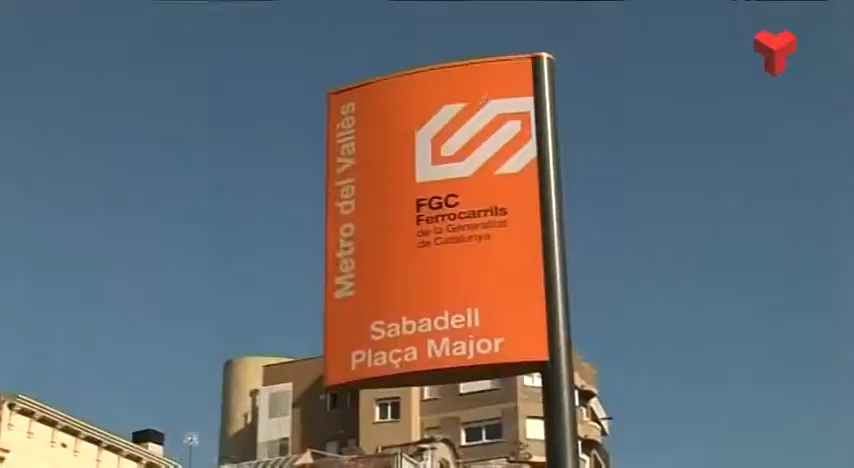 Metro del Vallès
FGC
Ferrocarrils
de la Generalitat
de Catalunya
Sabadell
Plaça Major